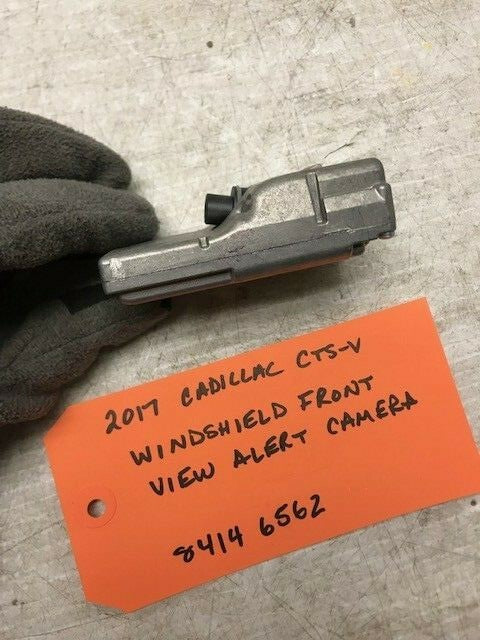 2017 CADILLAC CTS-V
WINDSHIELD FRONT
VIEW ALERT CAMERA
8414 6562